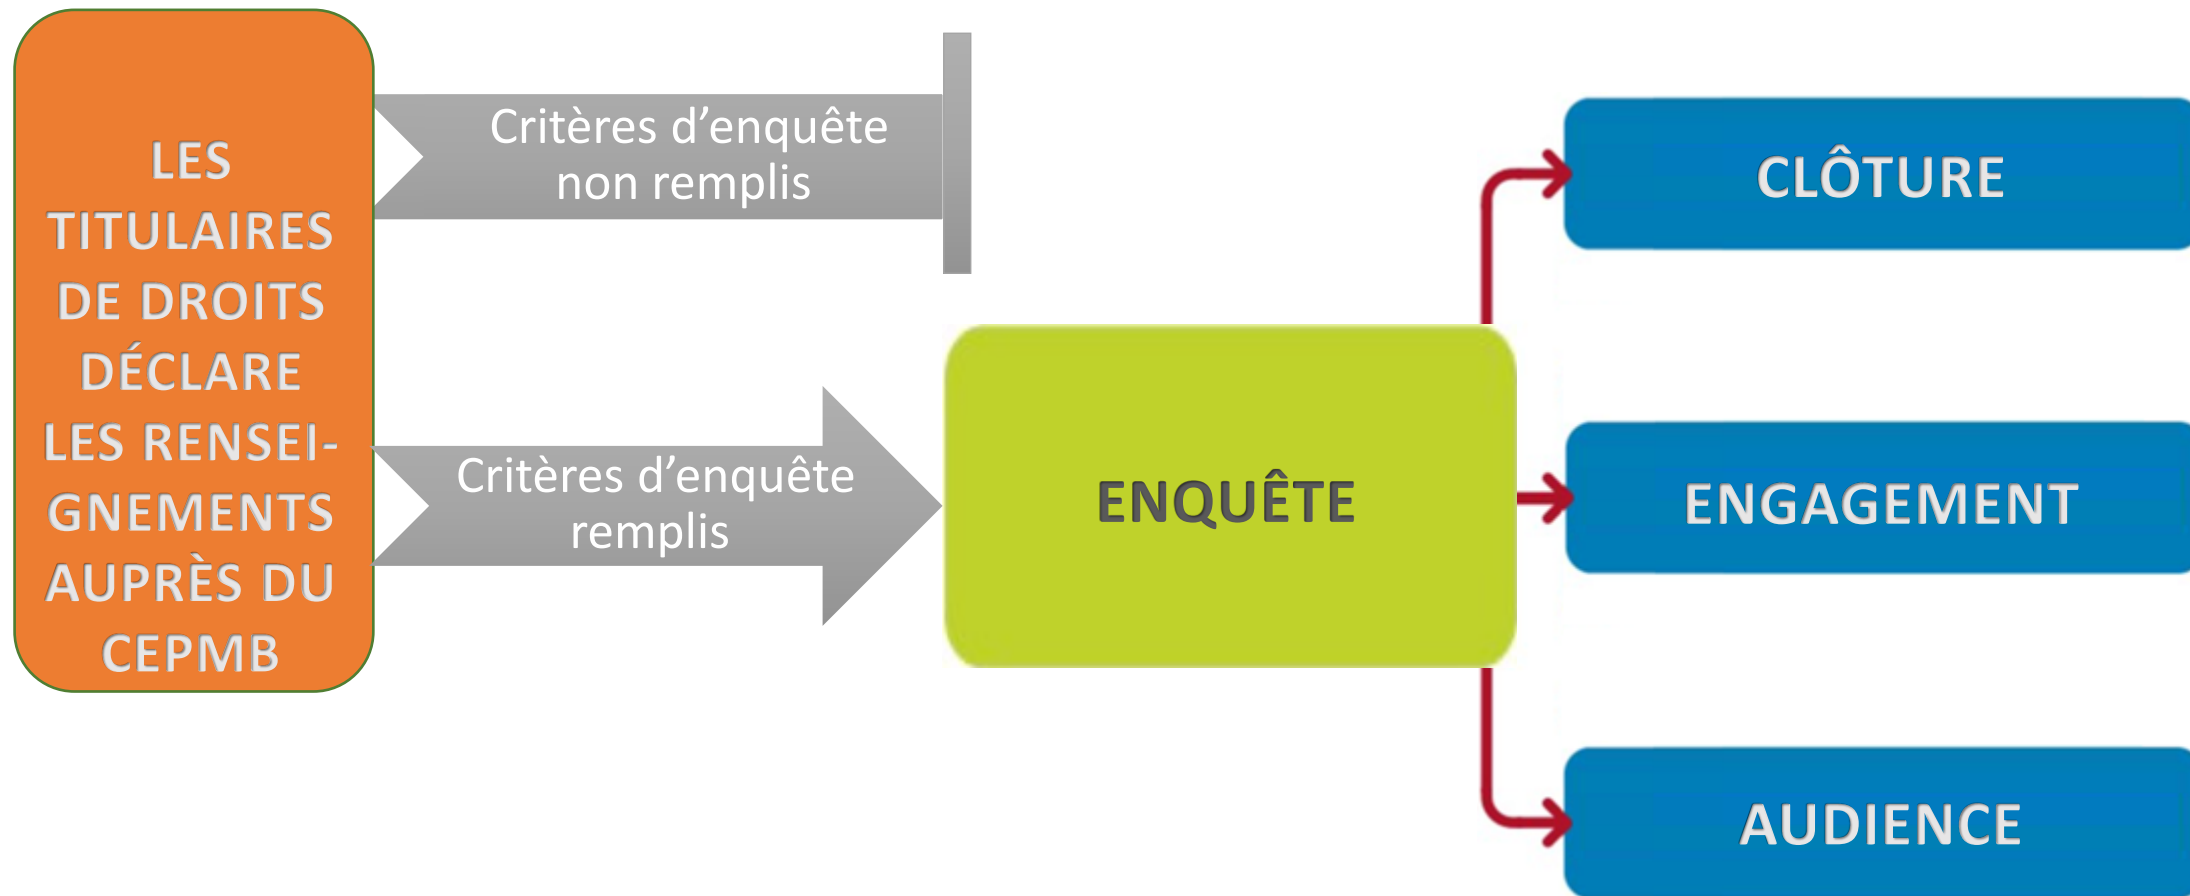 LES
TITULAIRES
DE DROITS
DÉCLARE
LES RENSEI-
GNEMENTS
AUPRÈS DU
CEPMB
Critères d’enquête
non remplis
Critères d’enquête
remplis
ENQUÊTE
CLÔTURE
ENGAGEMENT
AUDIENCE